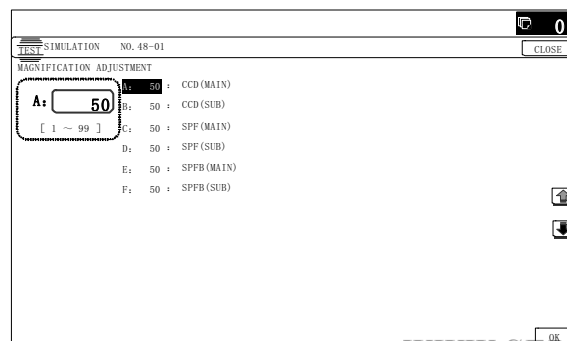 0
TEST SIMULATION NO.48-01
CLOSE
MAGNIFICATION ADJUSTMENT
A: 50
[ 1 ~ 99 ]
A: 50 : CCD(MAIN)
B: 50 : CCD(SUB)
C: 50 : SPF(MAIN)
D: 50 : SPF(SUB)
E: 50 : SPFB(MAIN)
F: 50 : SPFB(SUB)
OK